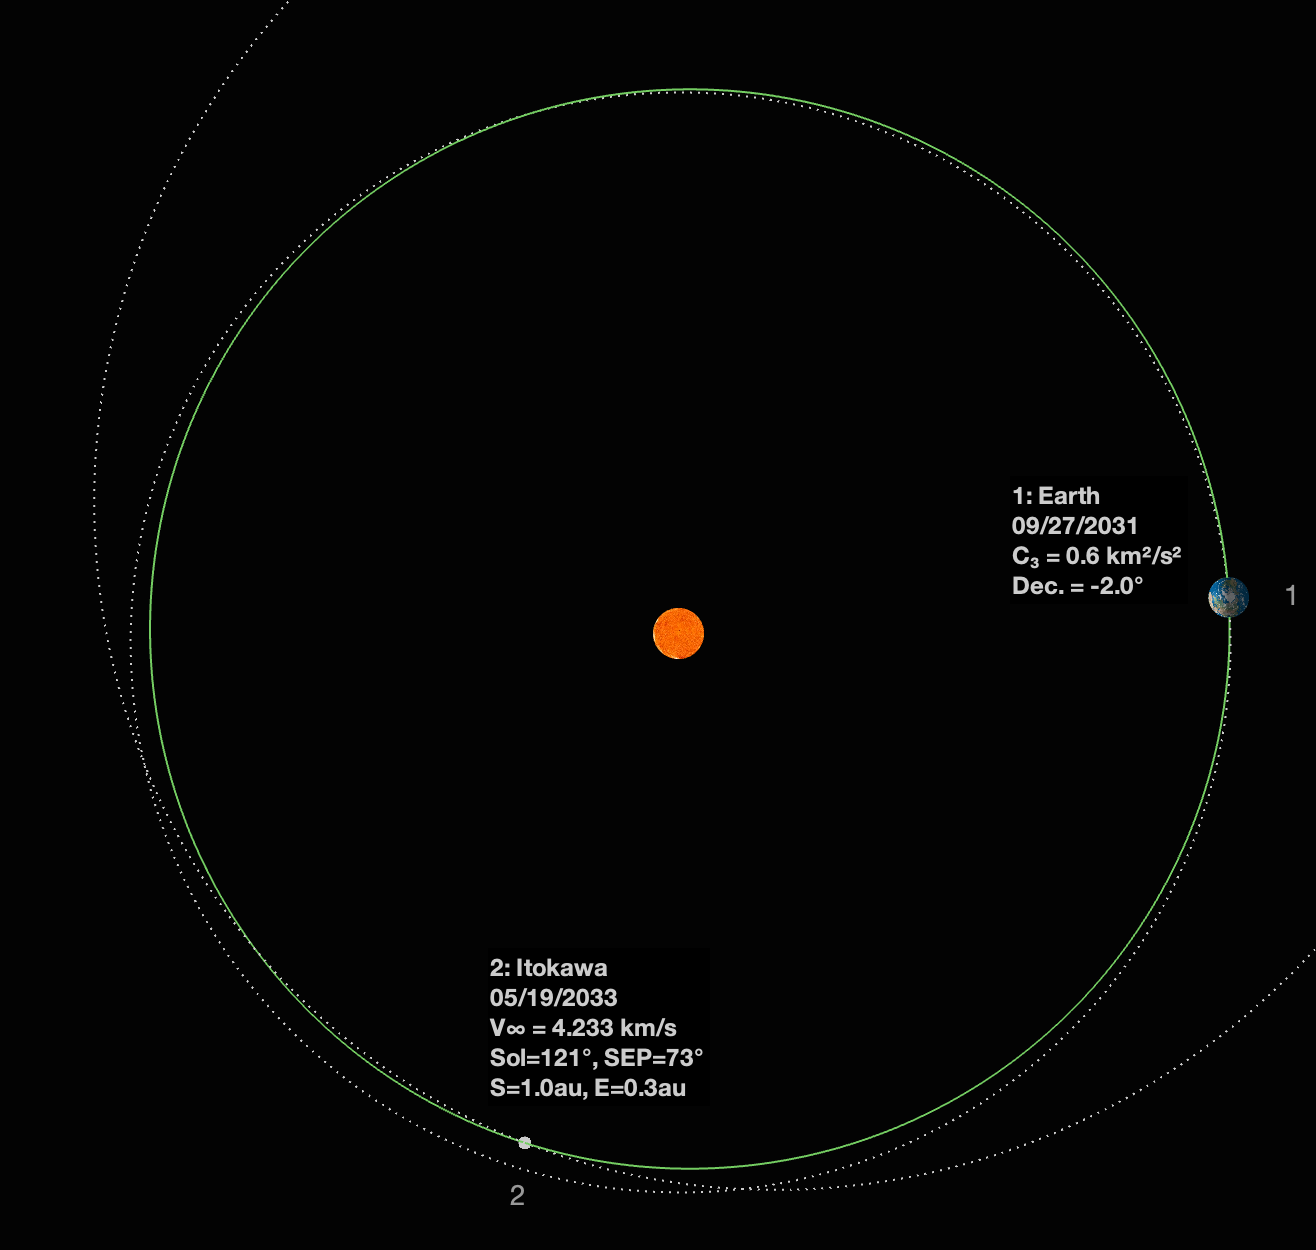 1: Earth
09/27/2031
C₃ = 0.6 km²/s²
Dec. = -2.0°
1
2: Itokawa
05/19/2033
V∞ = 4.233 km/s
Sol=121°, SEP=73°
S=1.0au, E=0.3au
2